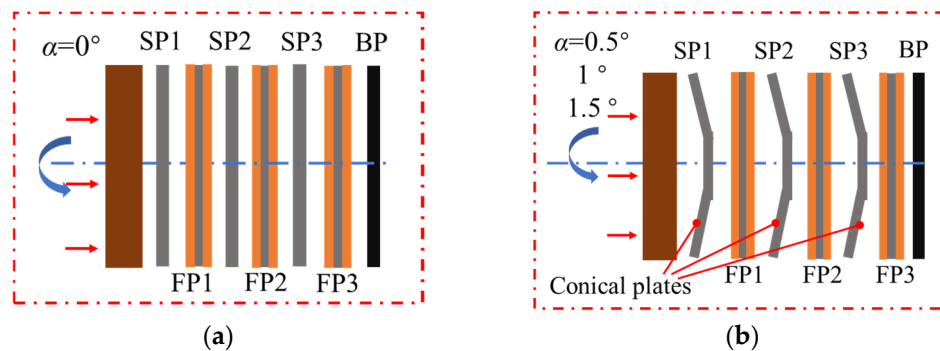 α=0°
SP1 SP2 SP3 BP
FP1 FP2 FP3
(a)
α=0.5°
1 °
1.5 °
SP1 SP2 SP3 BP
FP1 FP2 FP3
Conical plates
(b)